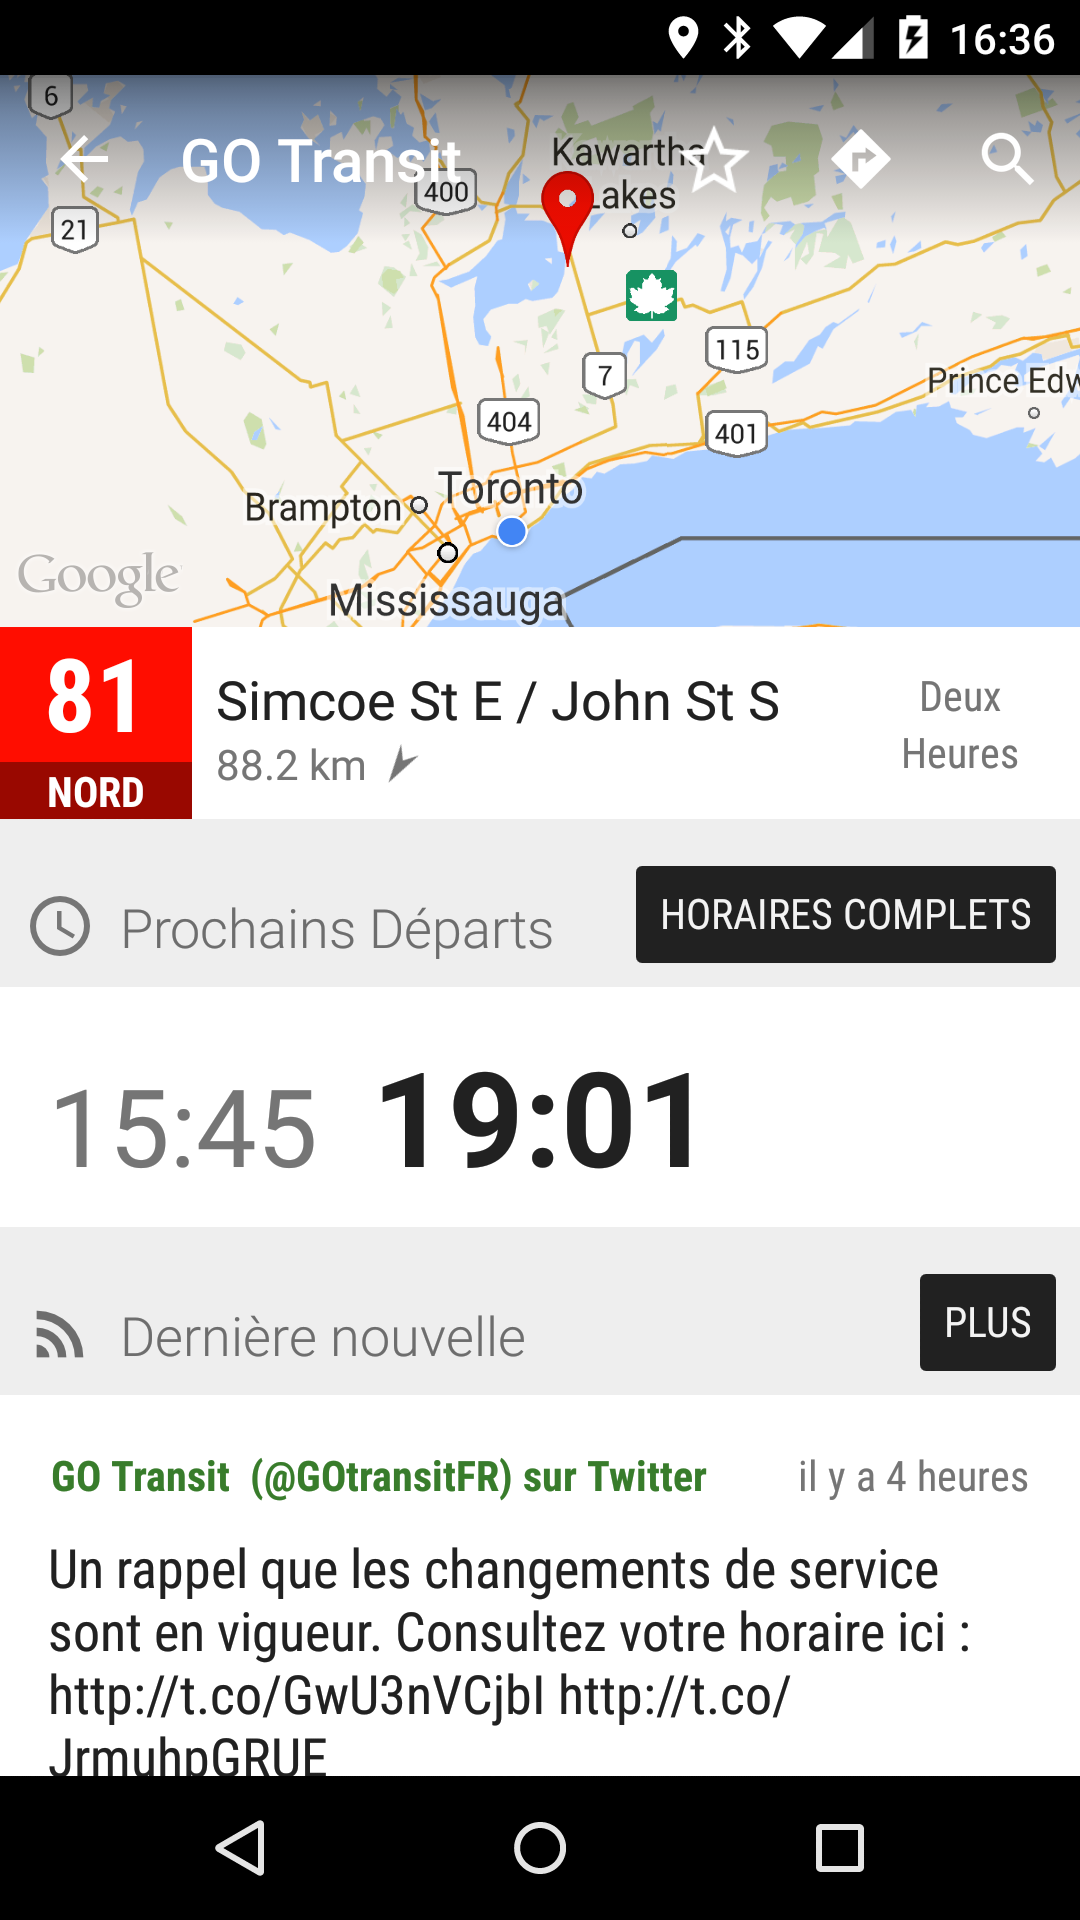 16:36
GO Transit
6
400
21
Kawartha
Lakes
115
7
Prince Edw
404
401
Toronto
Brampton
Google
Mississauga
81
NORD
Simcoe St E / John St S
88.2 km
Deux
Heures
Prochains Départs
HORAIRES COMPLETS
15:45 19:01
Dernière nouvelle
PLUS
GO Transit (@GOtransitFR) sur Twitter
il y a 4 heures
Un rappel que les changements de service
sont en vigueur. Consultez votre horaire ici :
http://t.co/GwU3nVCjbI http://t.co/
JrmuhpGRUE